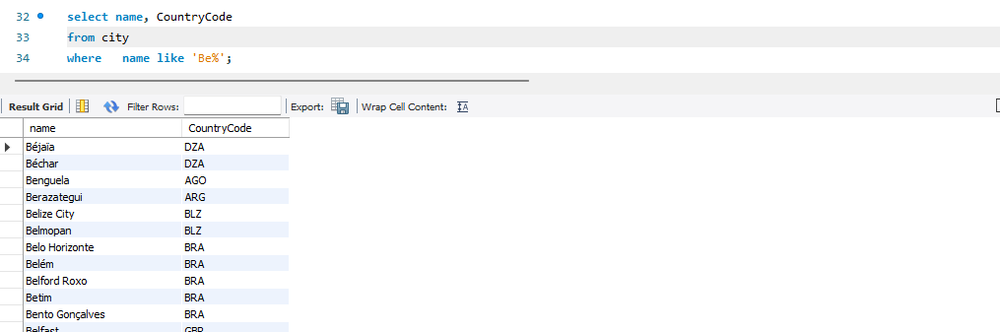 32 select name, CountryCode
33 from city
34 where name like 'Be%';
Result Grid Filter Rows: Export: Wrap Cell Content: IA
name CountryCode
Béjaïa DZA
Béchar DZA
Benguela AGO
Berazategui ARG
Belize City BLZ
Belmopan BLZ
Belo Horizonte BRA
Belém BRA
Belford Roxo BRA
Betim BRA
Bento Gonçalves BRA
Belfast GBR